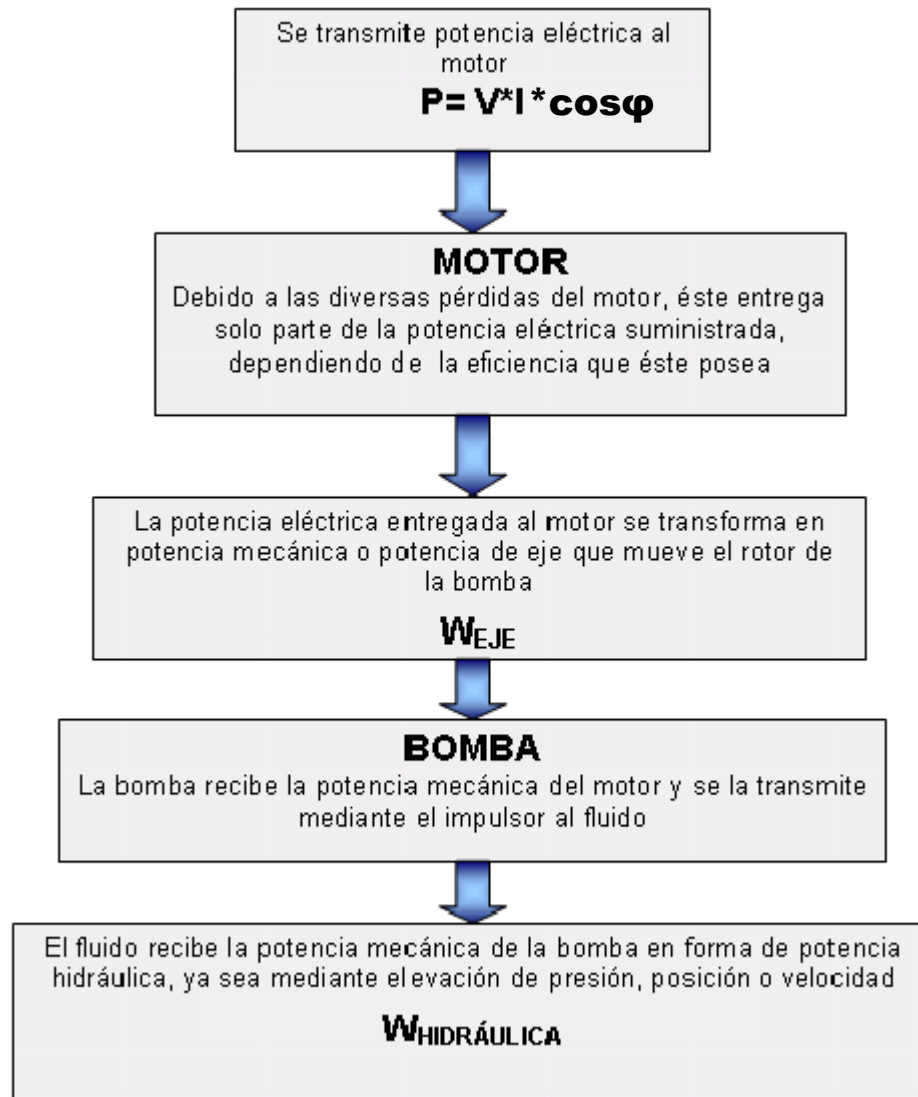 Se transmite potencia eléctrica al
motor
P= V*I*cosφ
MOTOR
Debido a las diversas pérdidas del motor, éste entrega
solo parte de la potencia eléctrica suministrada,
dependiendo de la eficiencia que éste posea
La potencia eléctrica entregada al motor se transforma en
potencia mecánica o potencia de eje que mueve el rotor de
la bomba
WEJE
BOMBA
La bomba recibe la potencia mecánica del motor y se la transmite
mediante el impulsor al fluido
El fluido recibe la potencia mecánica de la bomba en forma de potencia
hidráulica, ya sea mediante elevación de presión, posición o velocidad
WHIDRÁULICA